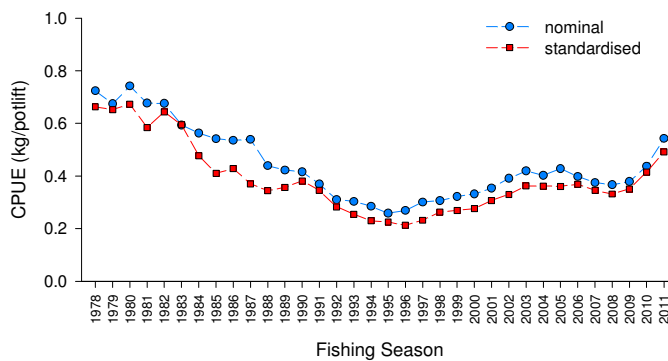 1.0
0.8
0.6
0.4
0.2
0.0
CPUE (kg/potlift)
nominal
standardised
1978 1979 1980 1981 1982 1983 1984 1985 1986 1987 1988 1989 1990 1991 1992 1993 1994 1995 1996 1997 1998 1999 2000 2001 2002 2003 2004 2005 2006 2007 2008 2009 2010 2011
Fishing Season